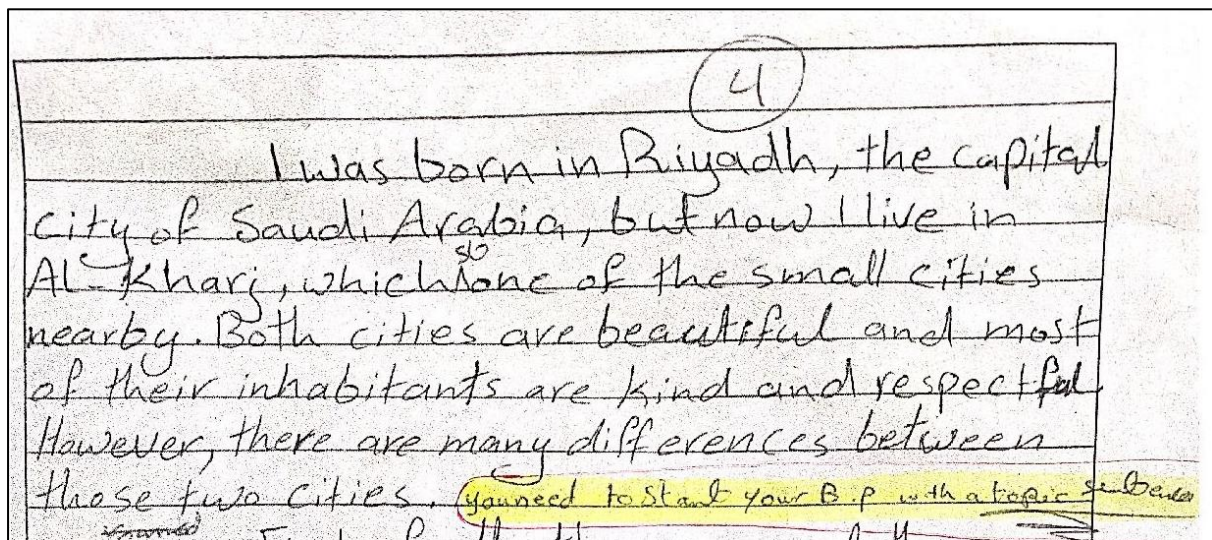 4
I was born in Riyadh, the capital
city of Saudi Arabia, but now I live in
is
Al-Kharj, which one of the small cities
nearby. Both cities are beautiful and most
of their inhabitants are kind and respectful
However, there are many differences between
those two cities. you need to start your B.P with a topic sentence